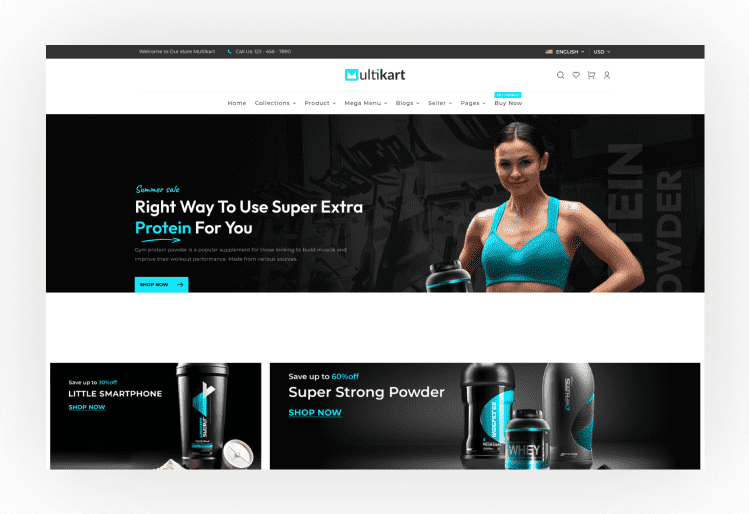 Welcome to Our store Multikart
Call Us: 123 - 456 - 7890
ENGLISH
USD
Multikart
Home
Collections
Product
Mega Menu
Blogs
Seller
Pages
Buy Now
Summer sale
Right Way To Use Super Extra
Protein For You
Gym protein powder is a popular supplement for those looking to build muscle and
improve their workout performance. Made from various sources.
SHOP NOW
TEIN
OWDER
Save up to 30%off
LITTLE SMARTPHONE
SHOP NOW
Save up to 60%off
Super Strong Powder
SHOP NOW
WHEY